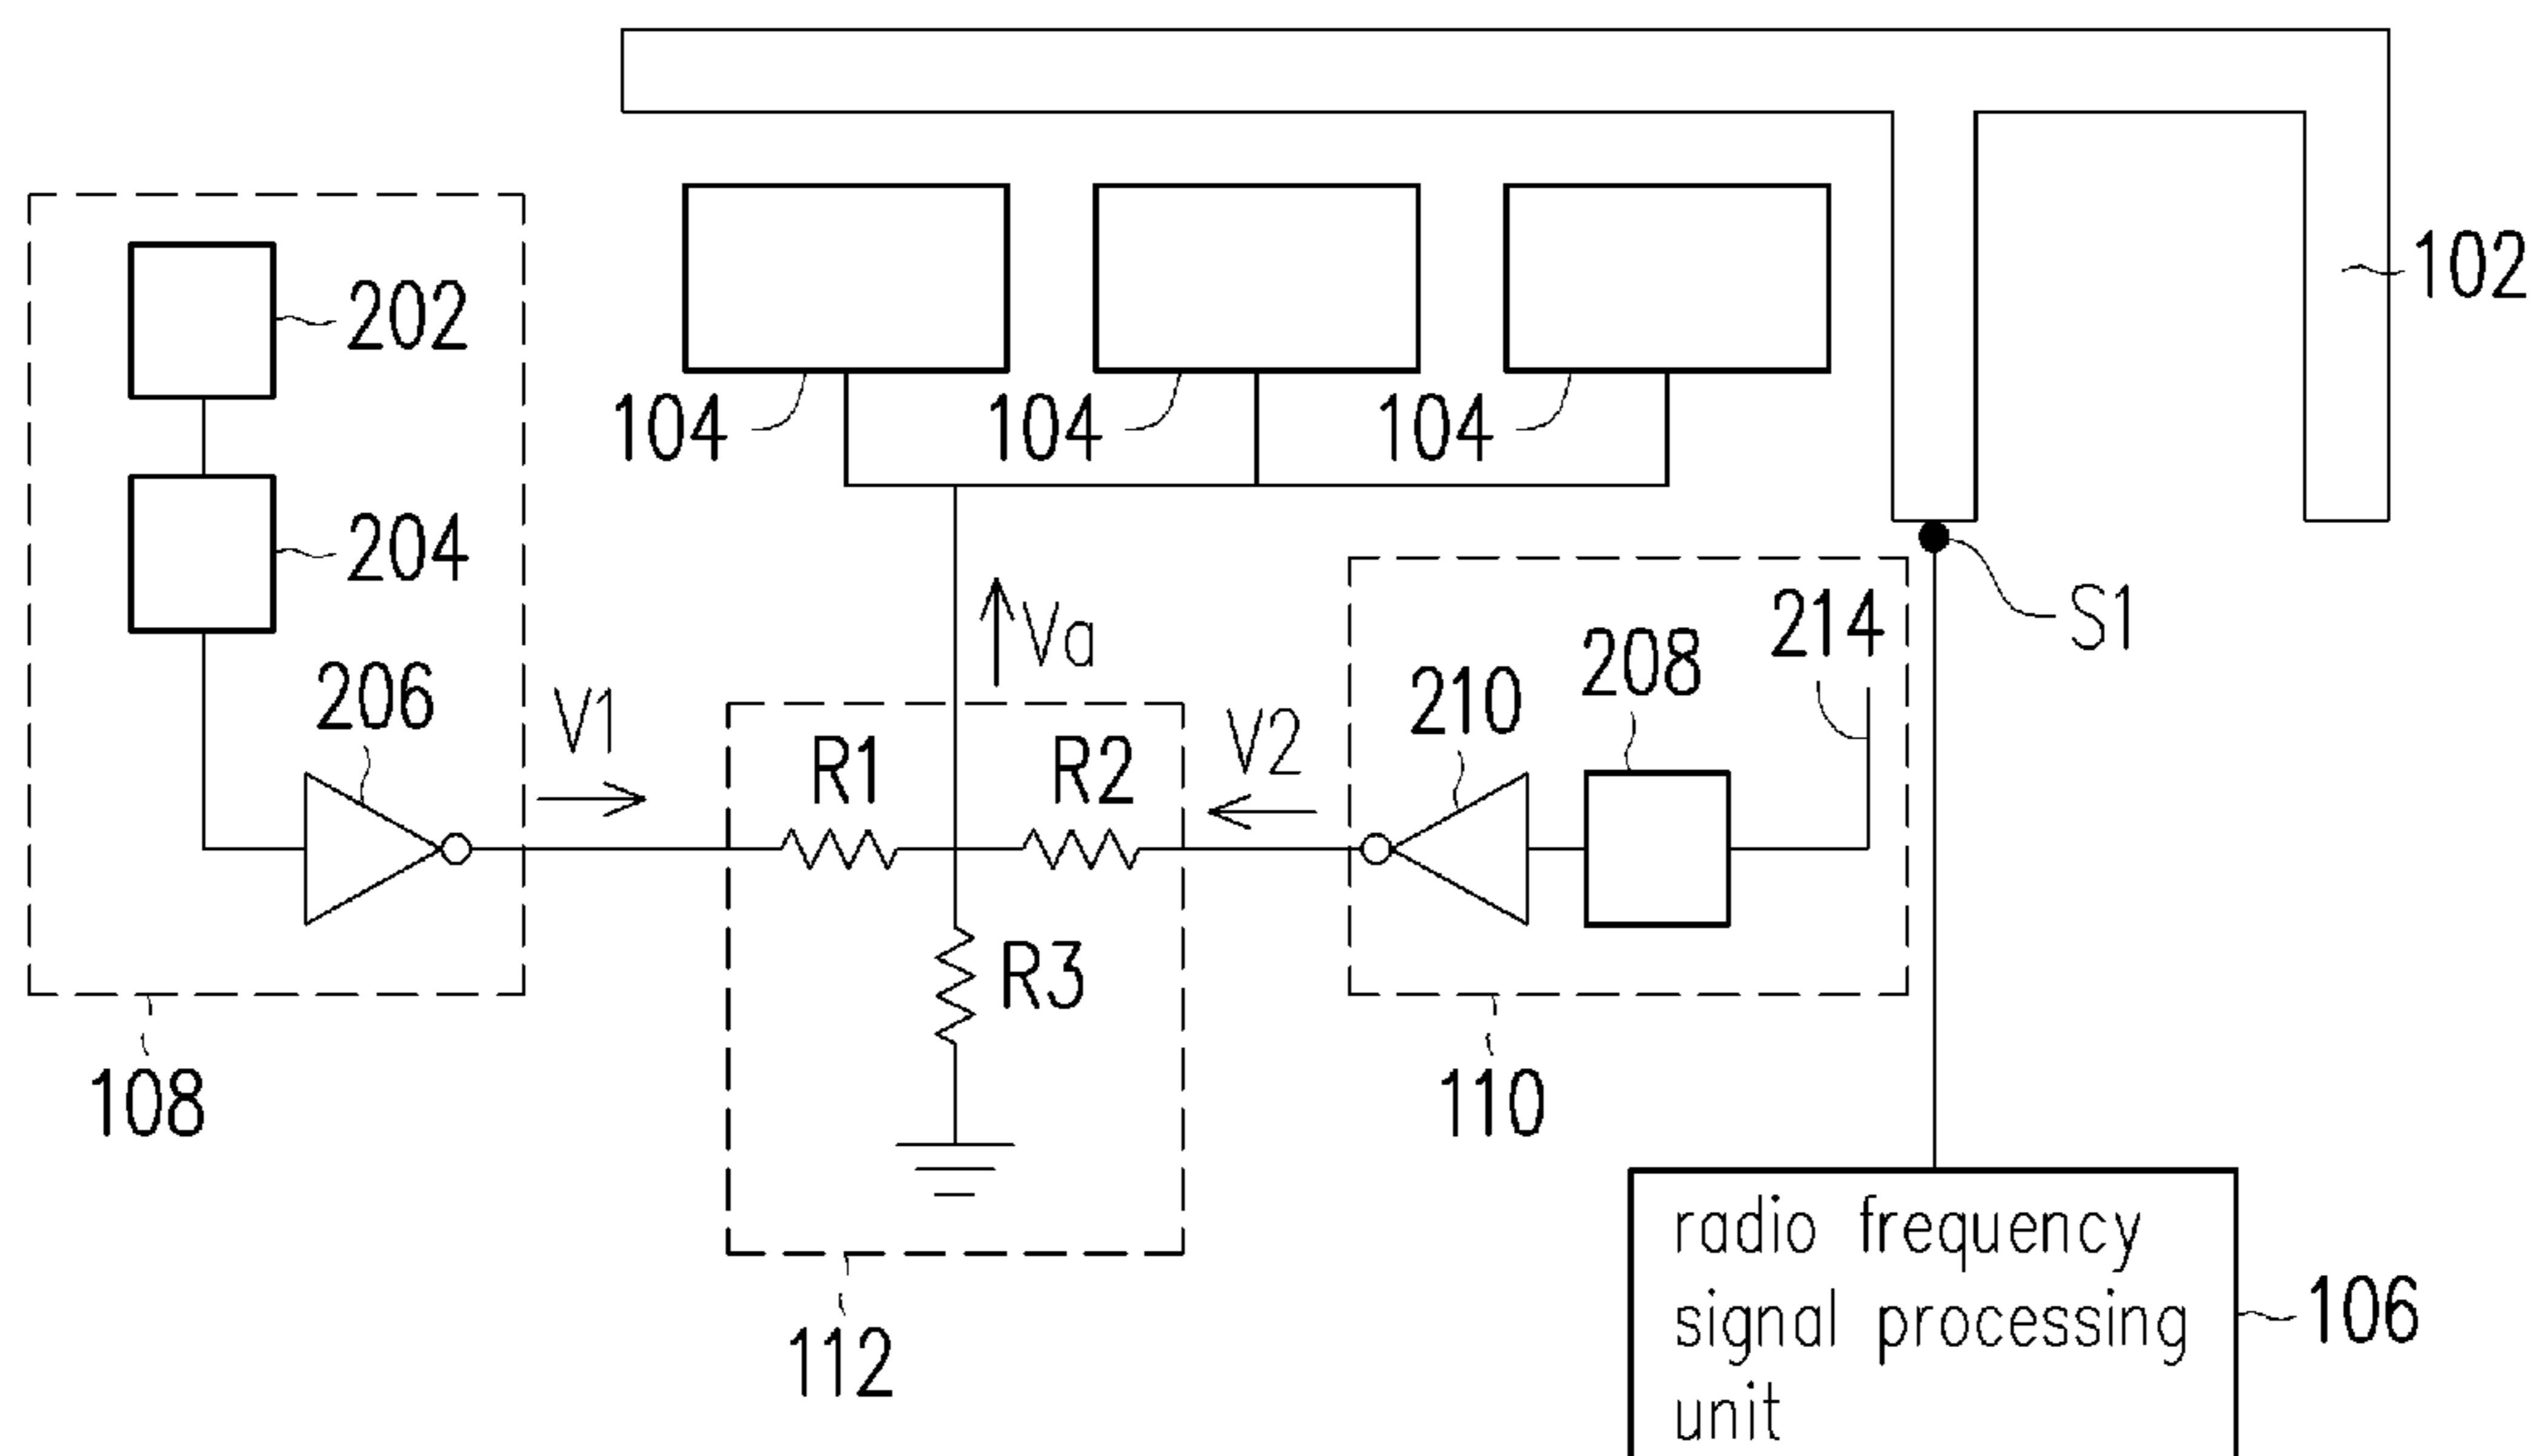 102
202
104
104
104
204
S1
214
Va
208
206
210
V1
V2
R1
R2
R3
108
110
radio frequency
signal processing
unit
106
112